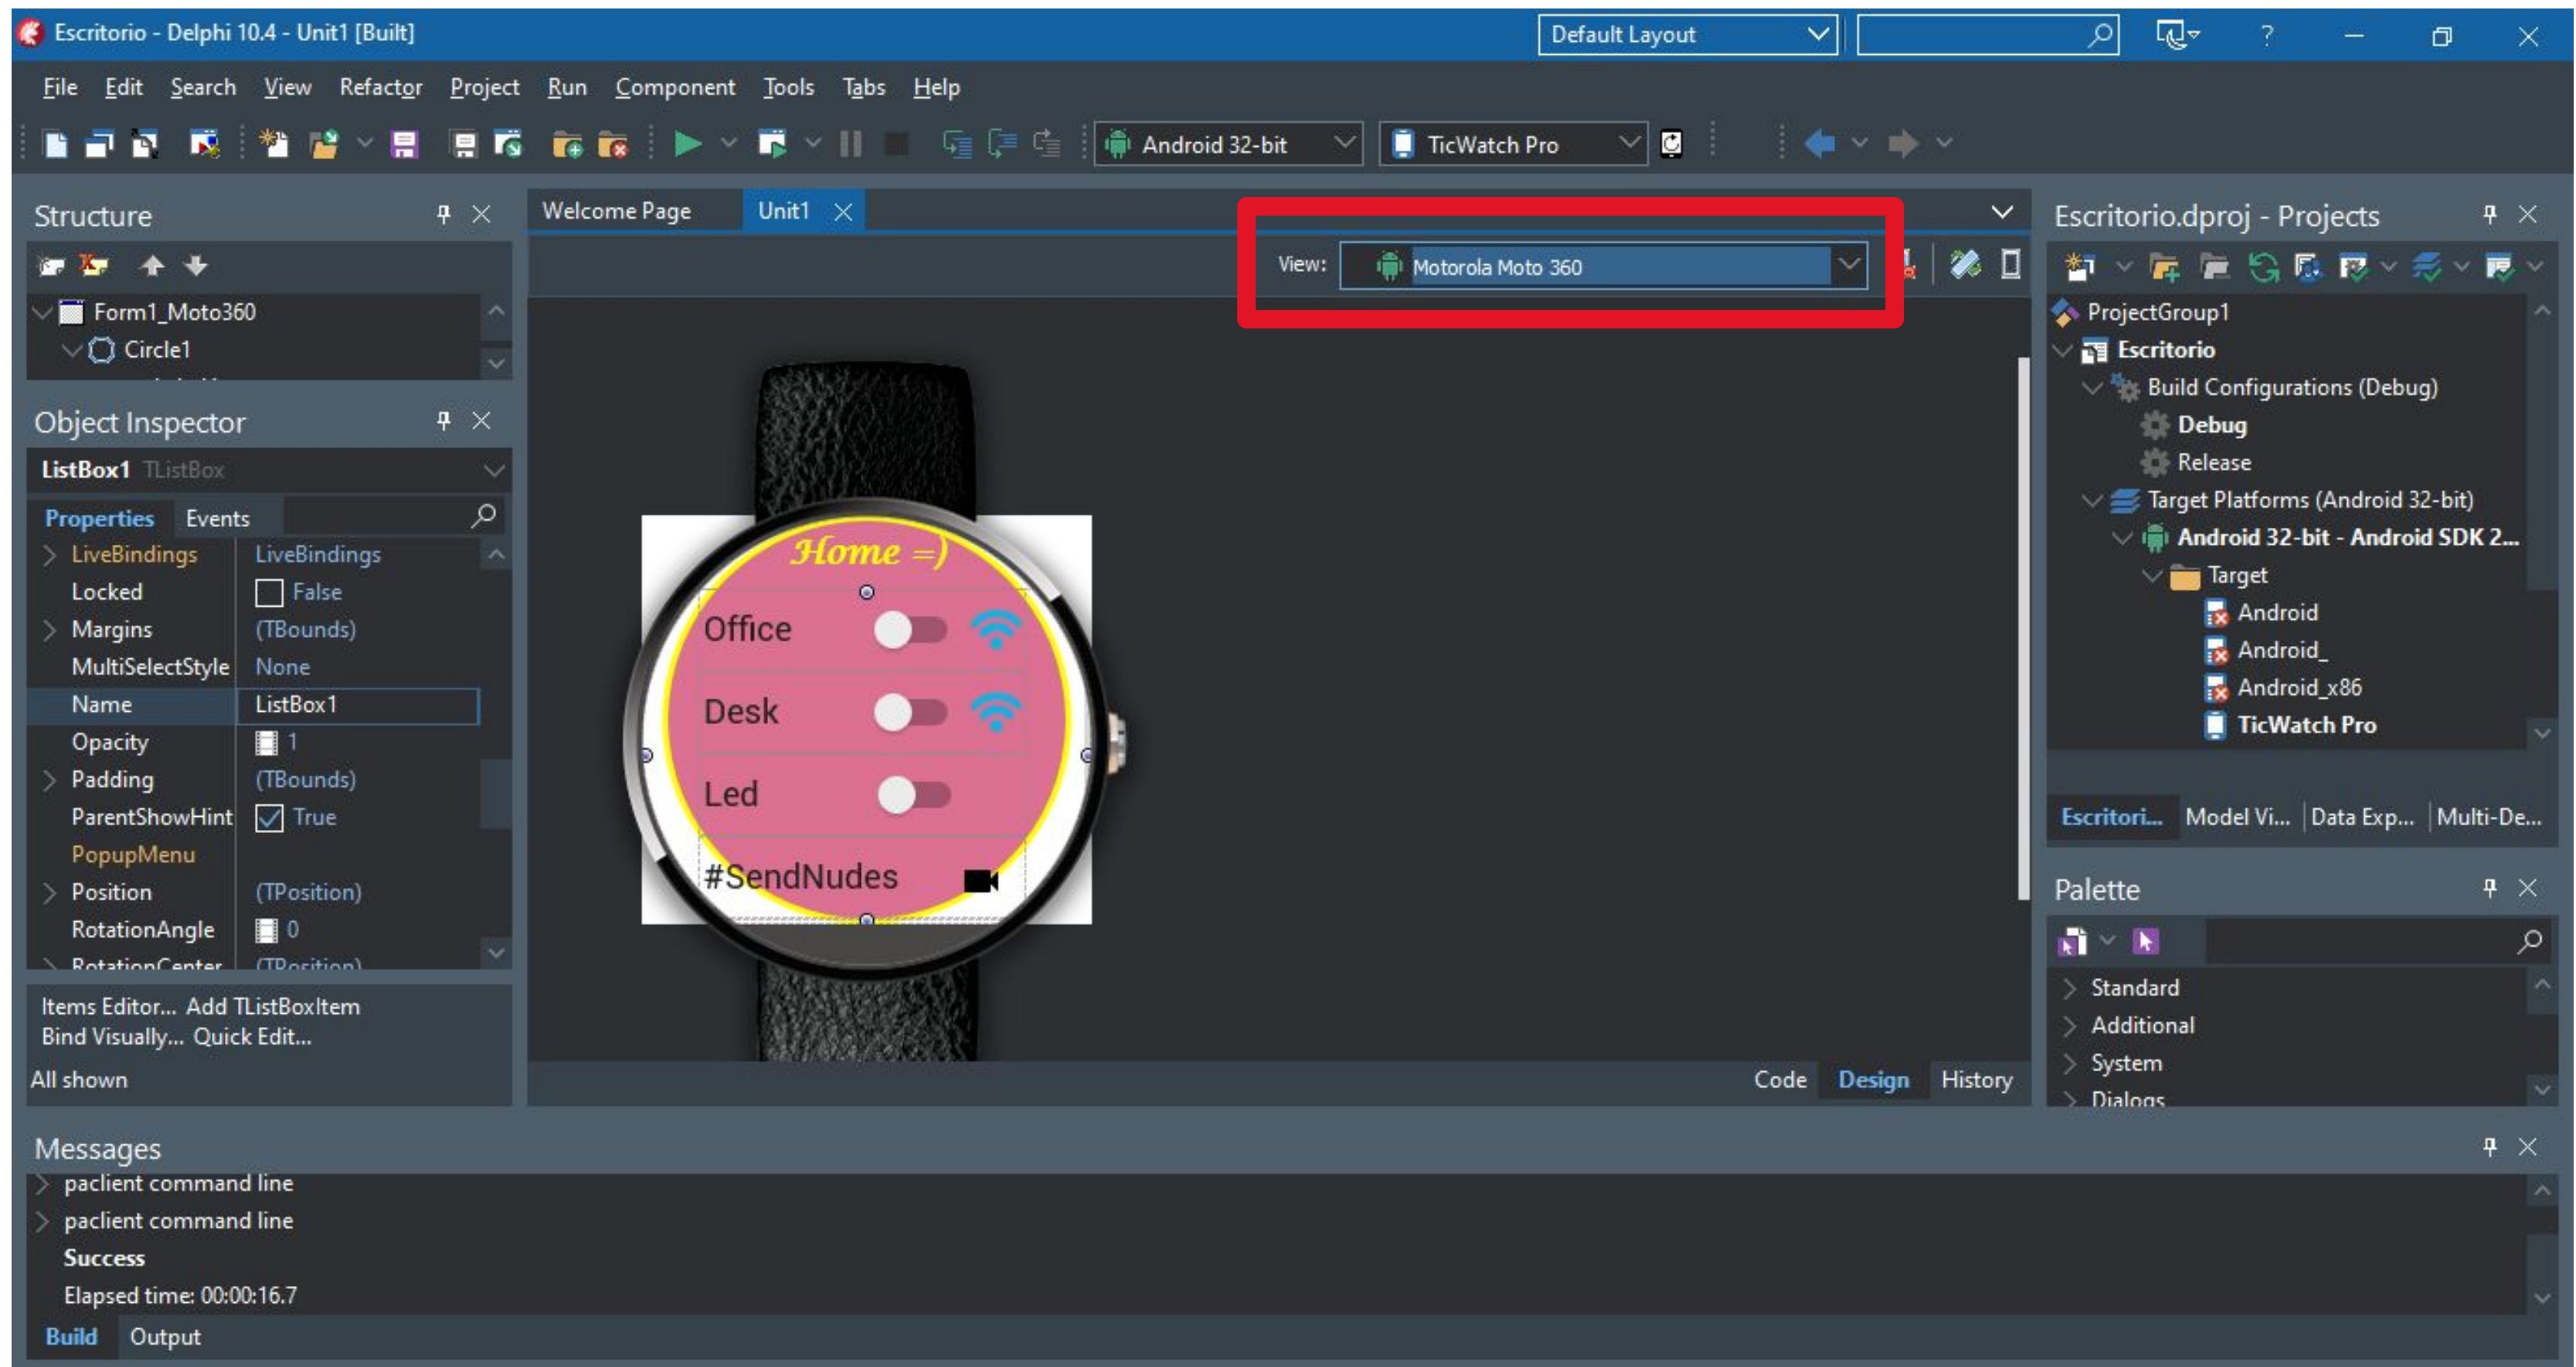 Escritorio - Delphi 10.4 - Unit1 [Built]
Default Layout
?
File Edit Search View Refactor Project Run Component Tools Tabs Help
Android 32-bit
TicWatch Pro
Structure
Form1_Moto360
Circle1
Object Inspector
ListBox1 TListBox
Properties Events
LiveBindings LiveBindings
Locked False
Margins (TBounds)
MultiSelectStyle None
Name ListBox1
Opacity 1
Padding (TBounds)
ParentShowHint True
PopupMenu
Position (TPosition)
RotationAngle 0
RotationCenter (TPosition)
Items Editor... Add TListBoxItem
Bind Visually... Quick Edit...
All shown
Welcome Page Unit1
View: Motorola Moto 360
Home =)
Office
Desk
Led
#SendNudes
Code Design History
Escritorio.dproj - Projects
ProjectGroup1
Escritorio
Build Configurations (Debug)
Debug
Release
Target Platforms (Android 32-bit)
Android 32-bit - Android SDK 2...
Target
Android
Android_
Android_x86
TicWatch Pro
Escritori... Model Vi... Data Exp... Multi-De...
Palette
Standard
Additional
System
Dialogs
Messages
paclient command line
paclient command line
Success
Elapsed time: 00:00:16.7
Build Output